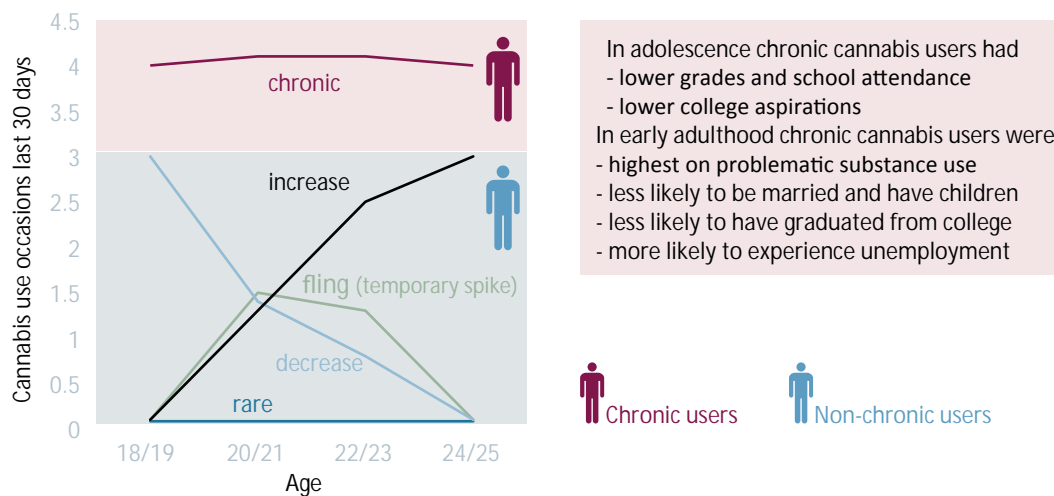 Cannabis use occasions last 30 days
4.5
4
3.5
3
2.5
2
1.5
1
0.5
0
chronic
increase
fling (temporary spike)
decrease
rare
18/19
20/21
22/23
24/25
Age
In adolescence chronic cannabis users had
- lower grades and school attendance
- lower college aspirations
In early adulthood chronic cannabis users were
- highest on problematic substance use
- less likely to be married and have children
- less likely to have graduated from college
- more likely to experience unemployment
Chronic users
Non-chronic users